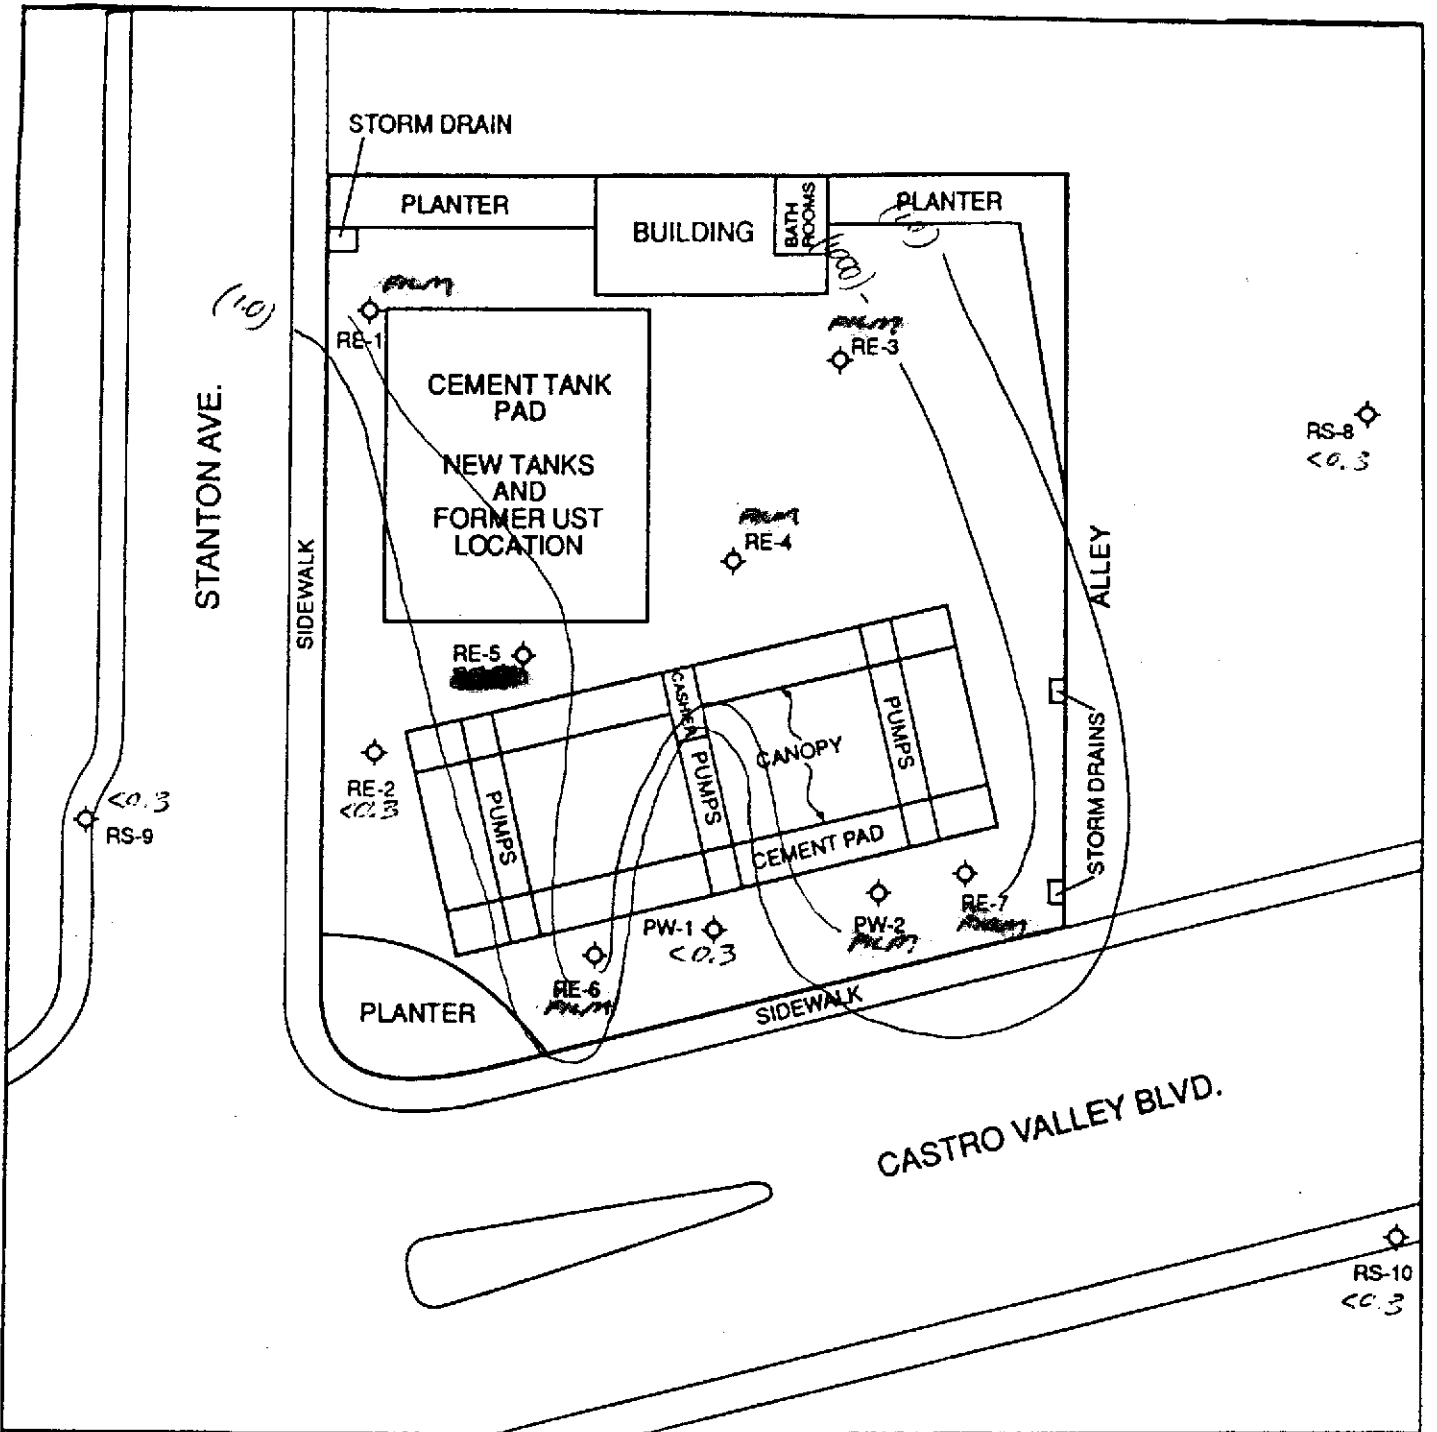 STORM DRAIN
PLANTER
BUILDING
BATH
ROOMS
PLANTER
(1.0)
RE-1
RE-3
CEMENT TANK
PAD
NEW TANKS
AND
FORMER UST
LOCATION
STANTON AVE.
SIDEWALK
RS-8
<0.3
RE-4
ALLEY
RE-5
CASHIER
PUMPS
CANOPY
PUMPS
PUMPS
STORM DRAINS
RE-2
<0.3
<0.3
RS-9
CEMENT PAD
PW-1
<0.3
PW-2
RE-7
RE-6
PLANTER
SIDEWALK
CASTRO VALLEY BLVD.
RS-10
<0.3